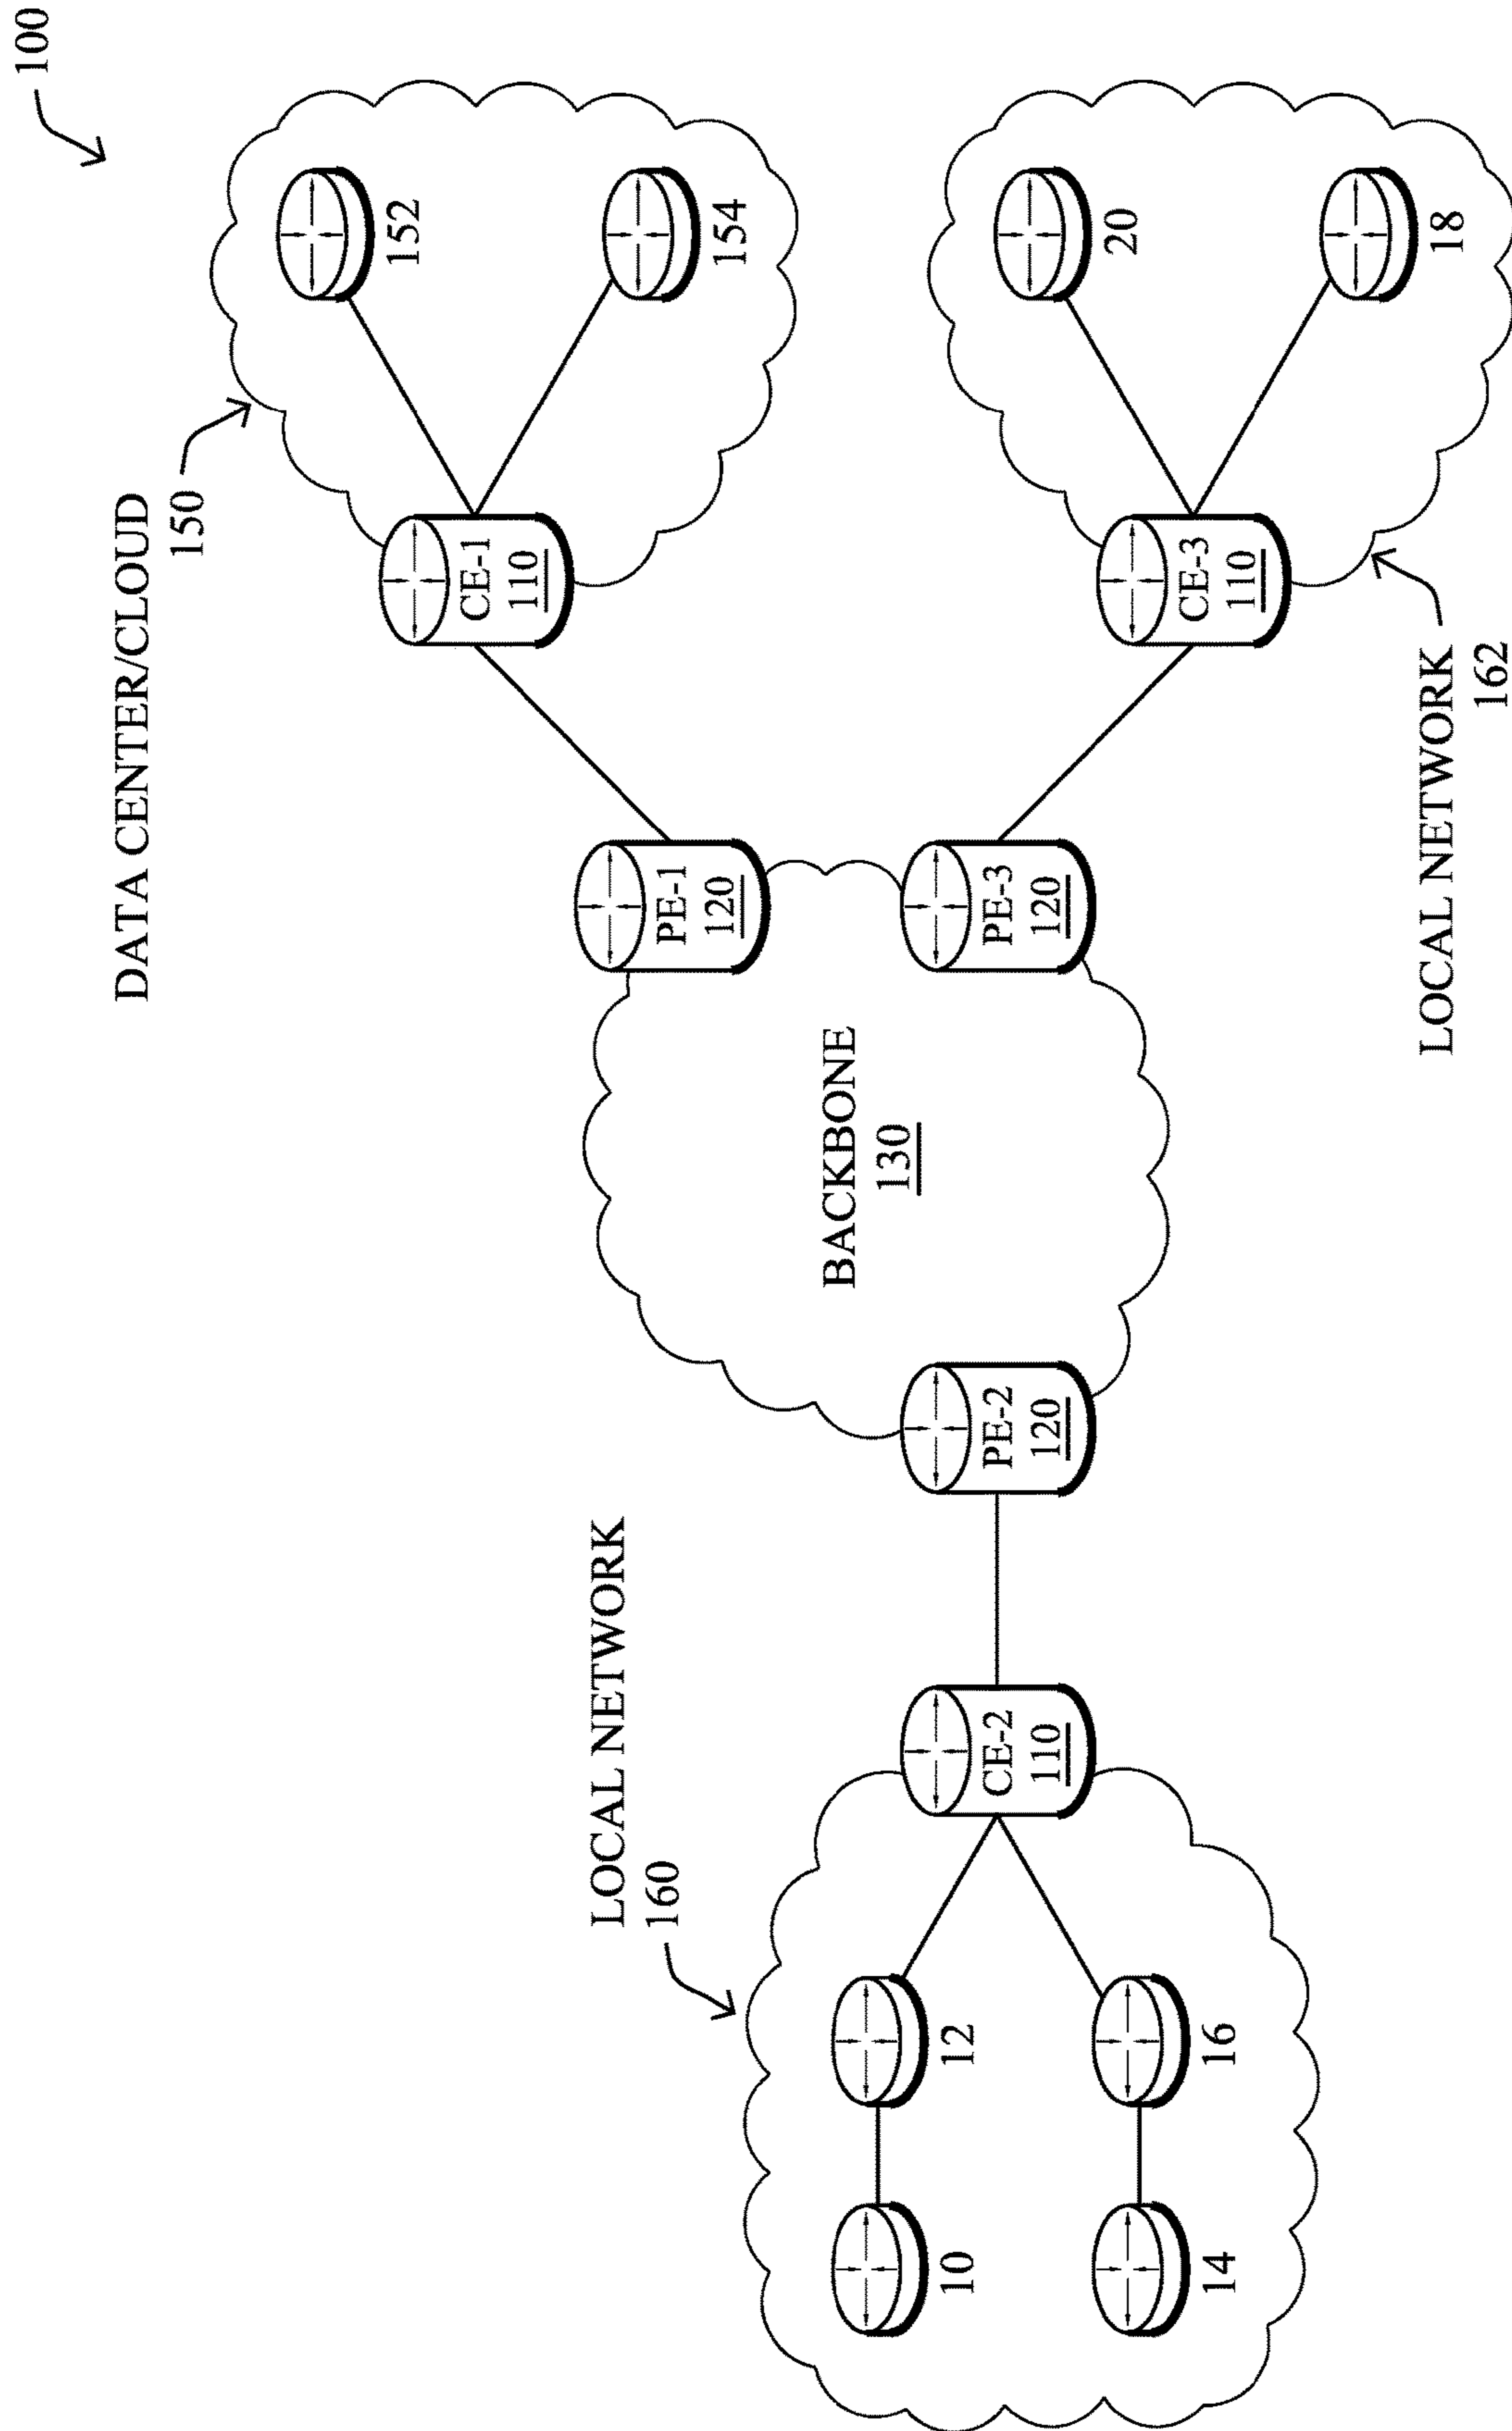 100
DATA CENTER/CLOUD
150
152
154
CE-1
110
PE-1
120
LOCAL NETWORK
160
BACKBONE
130
10
12
14
16
CE-2
110
PE-2
120
PE-3
120
CE-3
110
20
18
LOCAL NETWORK
162